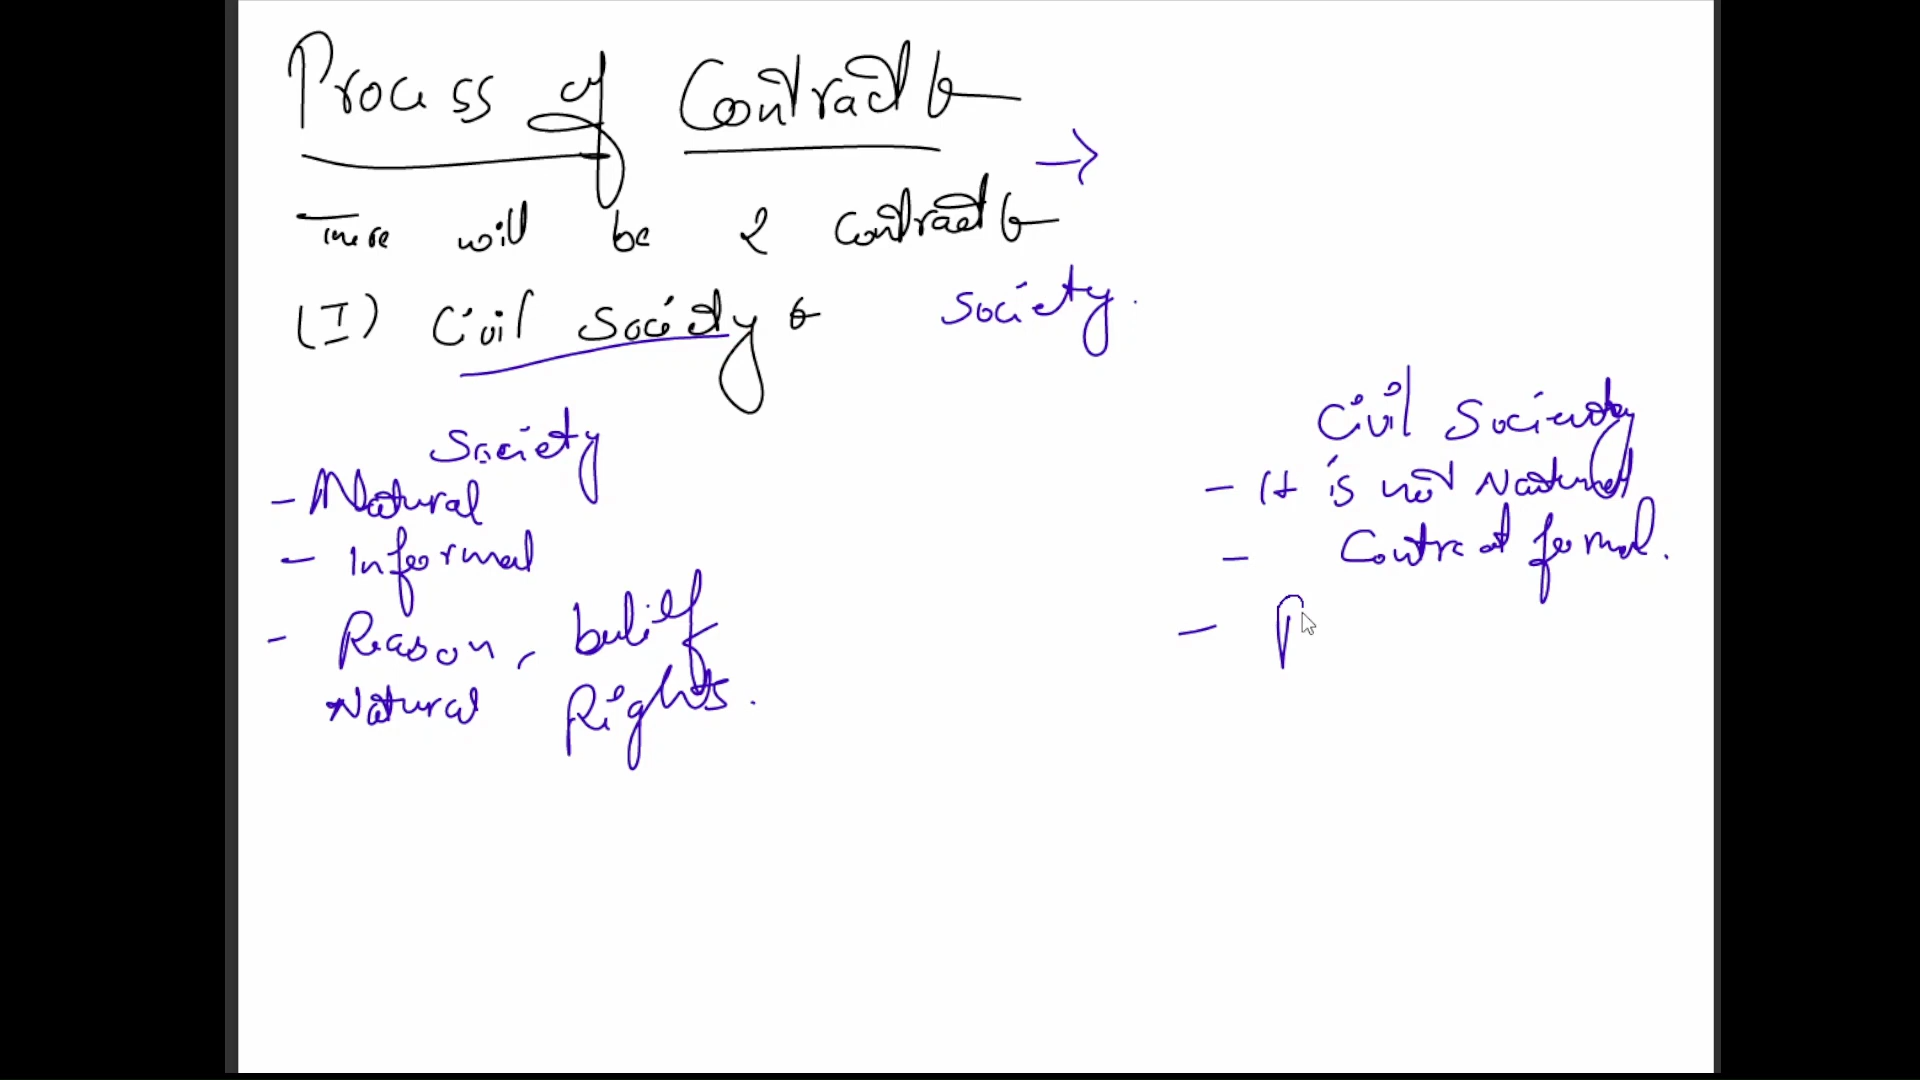 Process of Contract
There will be 2 contract
(I) Civil Society
Society.
Society
- Natural
- Informal
- Reason, belief
Natural Rights.
Civil Society
- It is not Natural
- Contract formal.
-